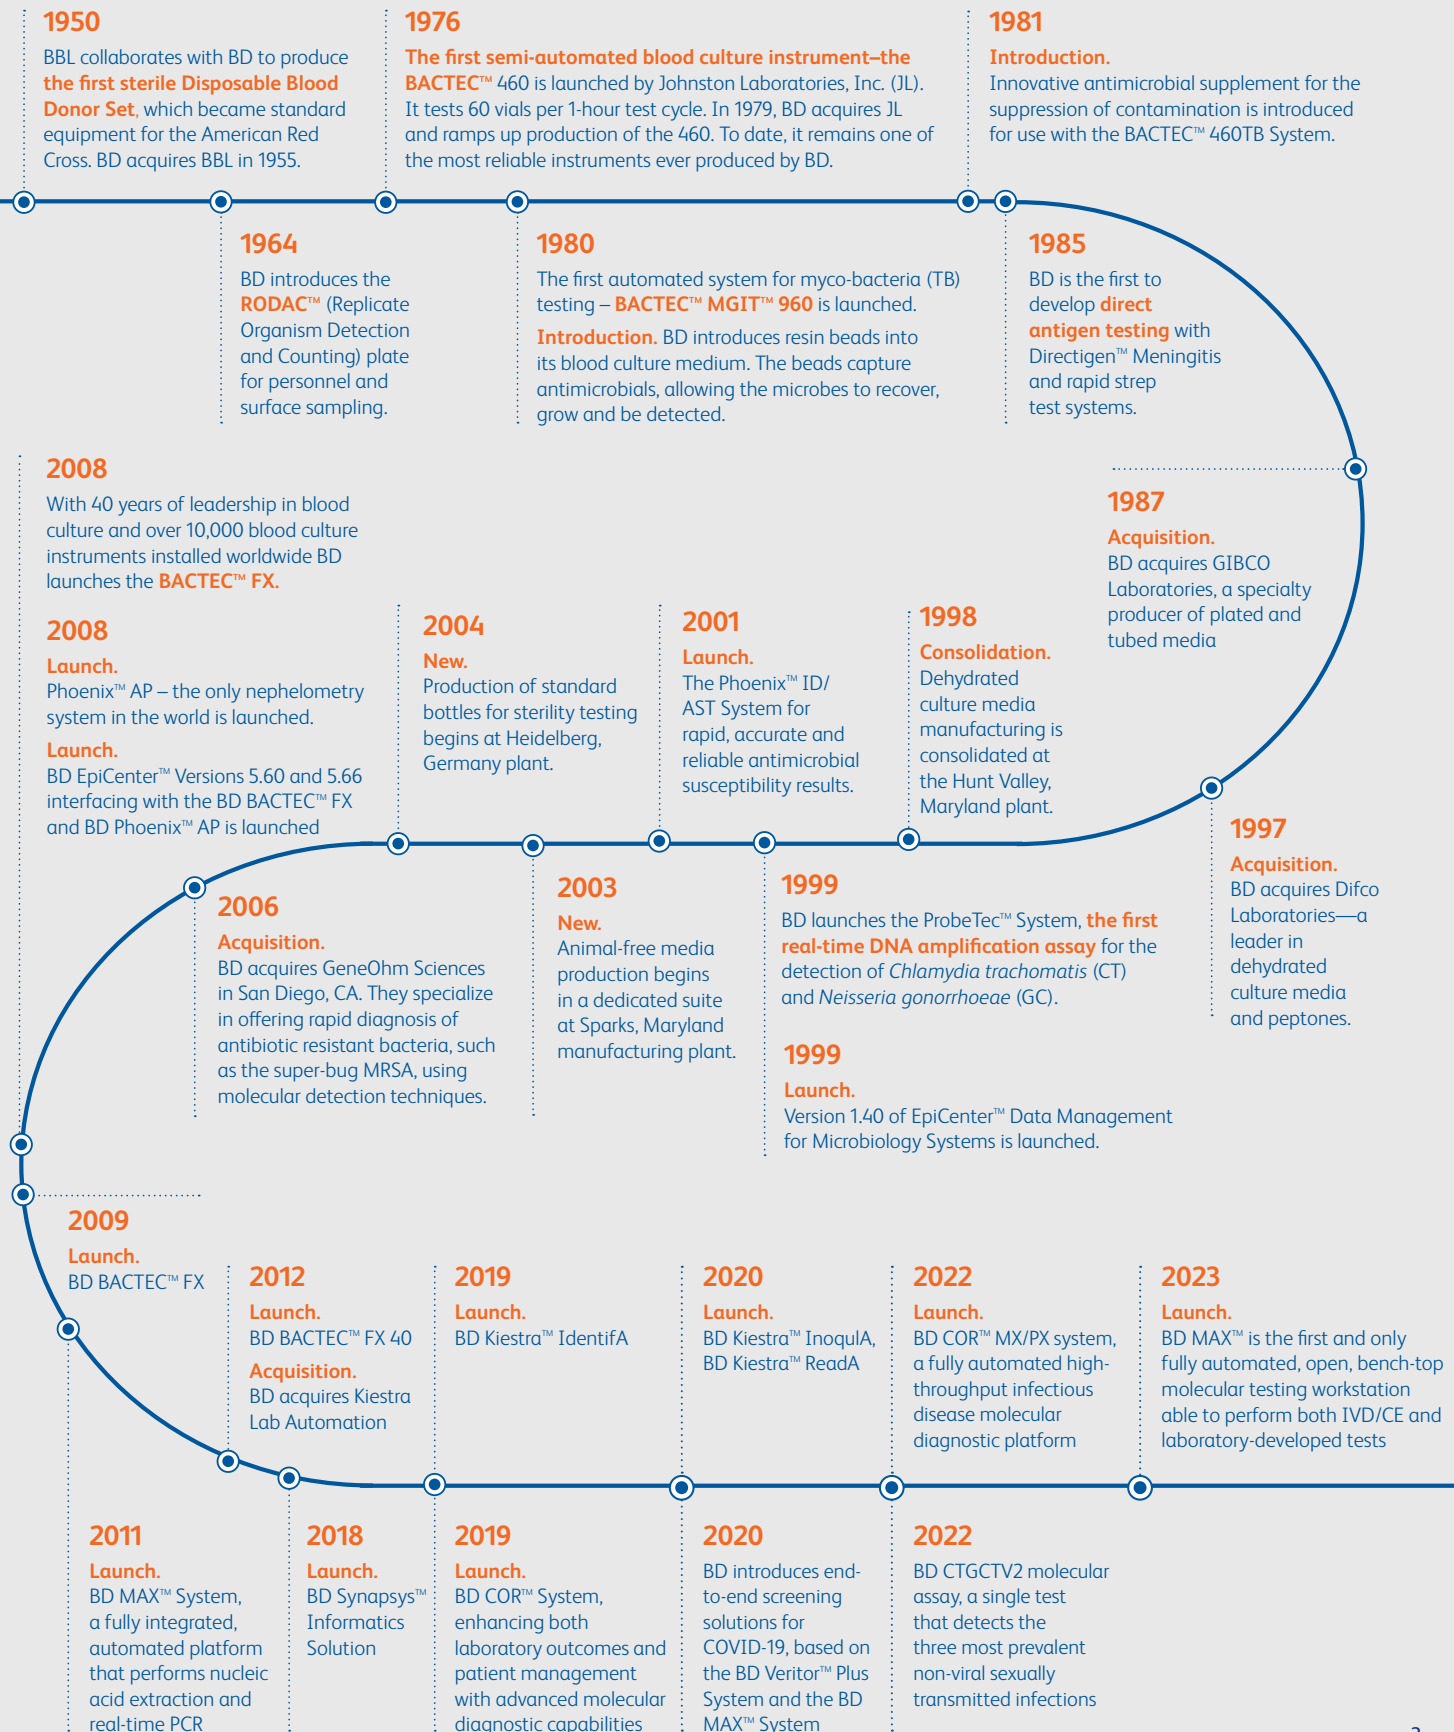 1950
BBL collaborates with BD to produce
the first sterile Disposable Blood
Donor Set, which became standard
equipment for the American Red
Cross. BD acquires BBL in 1955.
1976
The first semi-automated blood culture instrument–the
BACTEC™ 460 is launched by Johnston Laboratories, Inc. (JL).
It tests 60 vials per 1-hour test cycle. In 1979, BD acquires JL
and ramps up production of the 460. To date, it remains one of
the most reliable instruments ever produced by BD.
1981
Introduction.
Innovative antimicrobial supplement for the
suppression of contamination is introduced
for use with the BACTEC™ 460TB System.
1964
BD introduces the
RODAC™ (Replicate
Organism Detection
and Counting) plate
for personnel and
surface sampling.
1980
The first automated system for myco-bacteria (TB)
testing – BACTEC™ MGIT™ 960 is launched.
Introduction. BD introduces resin beads into
its blood culture medium. The beads capture
antimicrobials, allowing the microbes to recover,
grow and be detected.
1985
BD is the first to
develop direct
antigen testing with
Directigen™ Meningitis
and rapid strep
test systems.
1987
Acquisition.
BD acquires GIBCO
Laboratories, a specialty
producer of plated and
tubed media
1997
Acquisition.
BD acquires Difco
Laboratories—a
leader in
dehydrated
culture media
and peptones.
1998
Consolidation.
Dehydrated
culture media
manufacturing is
consolidated at
the Hunt Valley,
Maryland plant.
1999
BD launches the ProbeTec™ System, the first
real-time DNA amplification assay for the
detection of Chlamydia trachomatis (CT)
and Neisseria gonorrhoeae (GC).
1999
Launch.
Version 1.40 of EpiCenter™ Data Management
for Microbiology Systems is launched.
2001
Launch.
The Phoenix™ ID/
AST System for
rapid, accurate and
reliable antimicrobial
susceptibility results.
2003
New.
Animal-free media
production begins
in a dedicated suite
at Sparks, Maryland
manufacturing plant.
2004
New.
Production of standard
bottles for sterility testing
begins at Heidelberg,
Germany plant.
2006
Acquisition.
BD acquires GeneOhm Sciences
in San Diego, CA. They specialize
in offering rapid diagnosis of
antibiotic resistant bacteria, such
as the super-bug MRSA, using
molecular detection techniques.
2008
With 40 years of leadership in blood
culture and over 10,000 blood culture
instruments installed worldwide BD
launches the BACTEC™ FX.
2008
Launch.
Phoenix™ AP – the only nephelometry
system in the world is launched.
Launch.
BD EpiCenter™ Versions 5.60 and 5.66
interfacing with the BD BACTEC™ FX
and BD Phoenix™ AP is launched
2009
Launch.
BD BACTEC™ FX
2011
Launch.
BD MAX™ System,
a fully integrated,
automated platform
that performs nucleic
acid extraction and
real-time PCR
2012
Launch.
BD BACTEC™ FX 40
Acquisition.
BD acquires Kiestra
Lab Automation
2018
Launch.
BD Synapsys™
Informatics
Solution
2019
Launch.
BD Kiestra™ IdentifA
2019
Launch.
BD COR™ System,
enhancing both
laboratory outcomes and
patient management
with advanced molecular
diagnostic capabilities
2020
Launch.
BD Kiestra™ InoqulA,
BD Kiestra™ ReadA
2020
BD introduces end-
to-end screening
solutions for
COVID-19, based on
the BD Veritor™ Plus
System and the BD
MAX™ System
2022
Launch.
BD COR™ MX/PX system,
a fully automated high-
throughput infectious
disease molecular
diagnostic platform
2022
BD CTGCTV2 molecular
assay, a single test
that detects the
three most prevalent
non-viral sexually
transmitted infections
2023
Launch.
BD MAX™ is the first and only
fully automated, open, bench-top
molecular testing workstation
able to perform both IVD/CE and
laboratory-developed tests